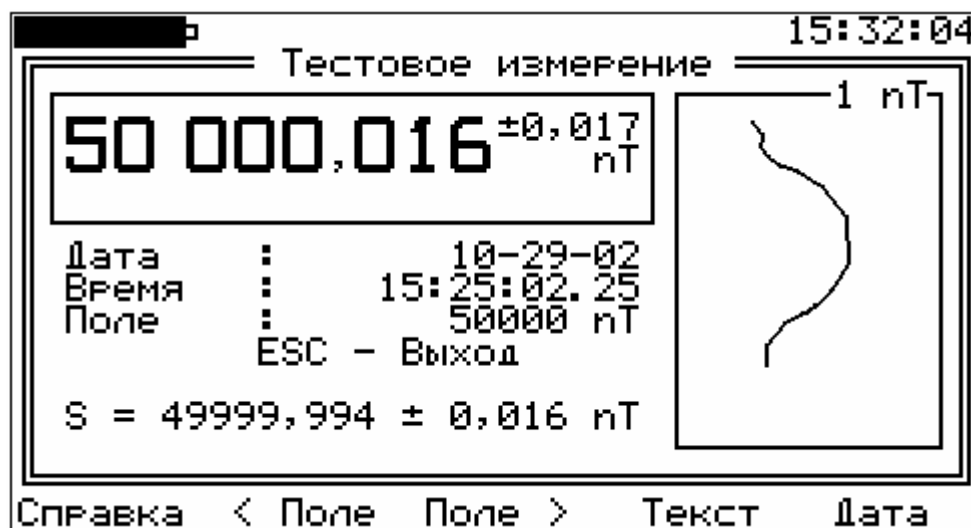 15:32:04
Тестовое измерение
50 000,016 ±0,017 nT
1 nT
Дата : 10-29-02
Время : 15:25:02.25
Поле : 50000 nT
ESC - Выход
S = 49999,994 ± 0,016 nT
Справка < Поле Поле > Текст Дата